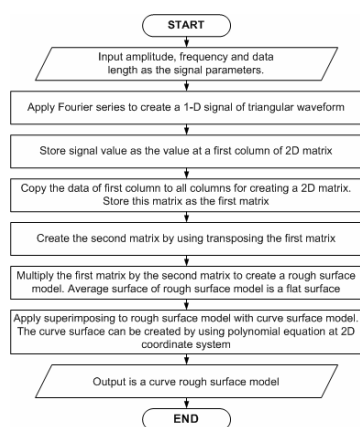 START
Input amplitude, frequency and data
length as the signal parameters.
Apply Fourier series to create a 1-D signal of triangular waveform
Store signal value as the value at a first column of 2D matrix
Copy the data of first column to all columns for creating a 2D matrix.
Store this matrix as the first matrix
Create the second matrix by using transposing the first matrix
Multiply the first matrix by the second matrix to create a rough surface
model. Average surface of rough surface model is a flat surface
Apply superimposing to rough surface model with curve surface model.
The curve surface can be created by using polynomial equation at 2D
coordinate system
Output is a curve rough surface model
END